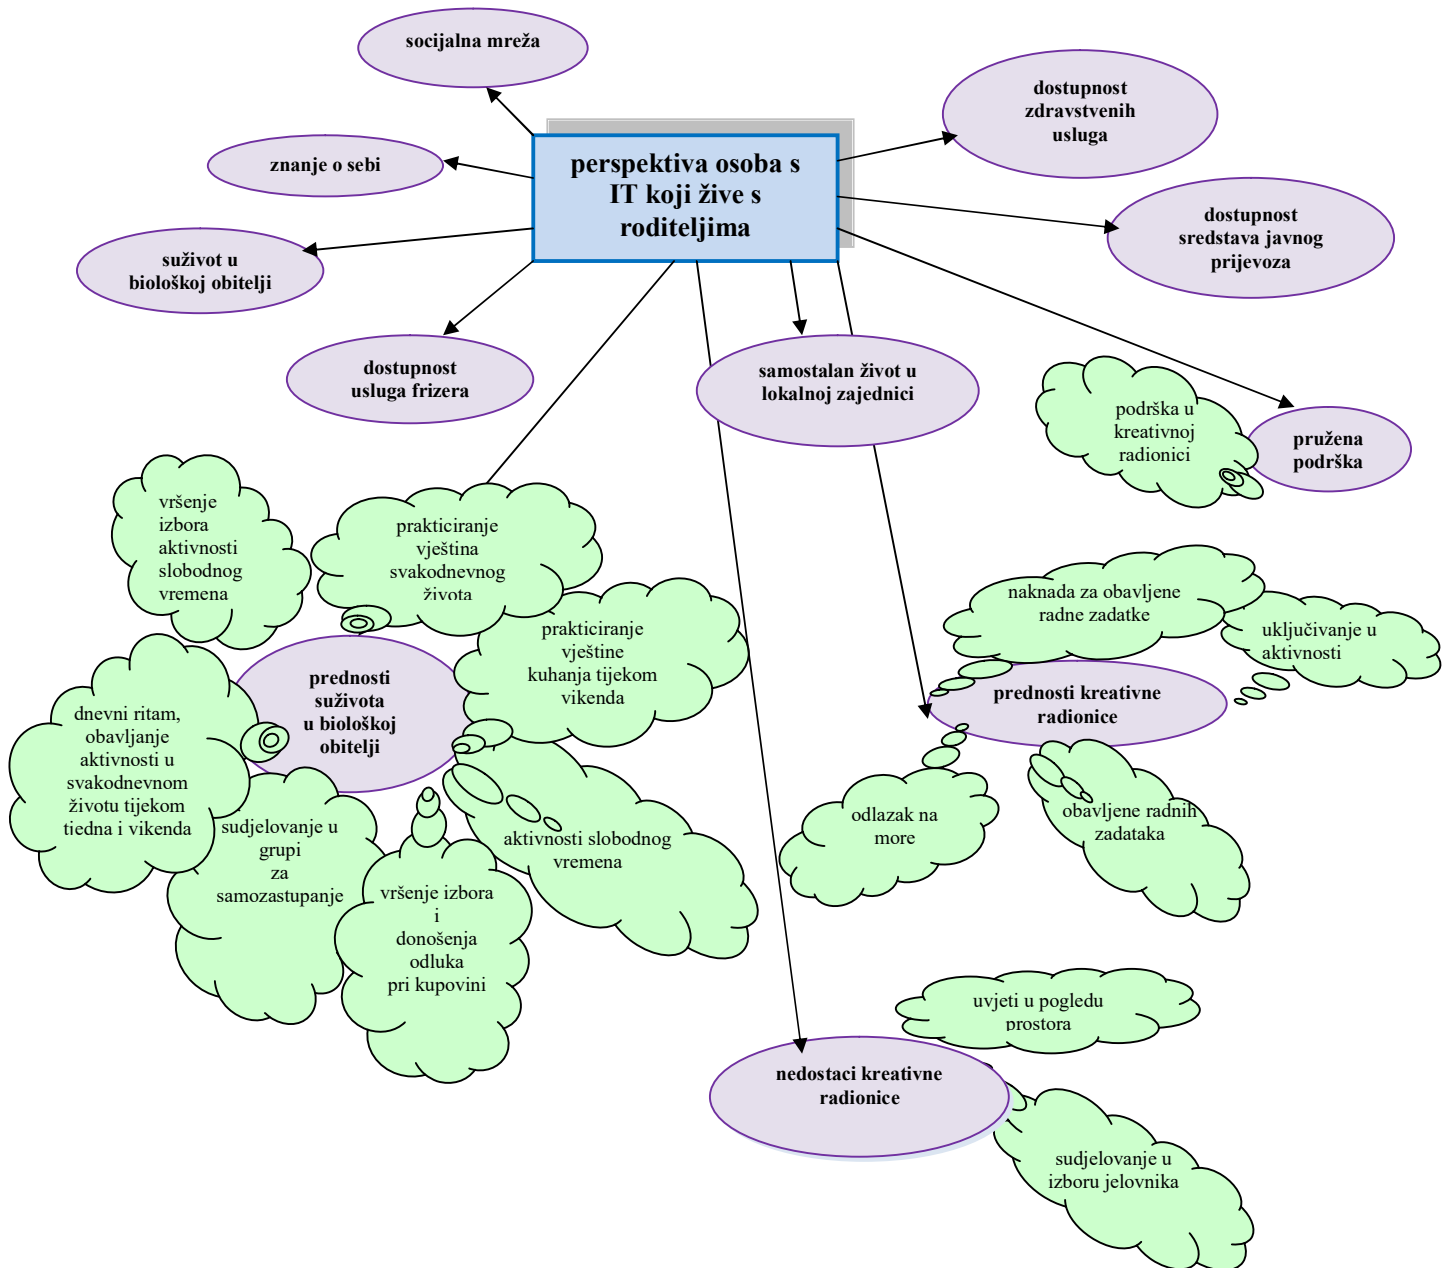 socijalna mreža
dostupnost
zdravstvenih
usluga
znanje o sebi
perspektiva osoba s
IT koji žive s
roditeljima
dostupnost
sredstava javnog
prijevoza
suživot u
biološkoj obitelji
dostupnost
usluga frizera
samostalan život u
lokalnoj zajednici
podrška u
kreativnoj
radionici
pružena
podrška
vršenje
izbora
aktivnosti
slobodnog
vremena
prakticiranje
vještina
svakodnevnog
života
prakticiranje
vještine
kuhanja tijekom
vikenda
naknada za obavljene
radne zadatke
uključivanje u
aktivnosti
prednosti
suživota
u biološkoj
obitelji
prednosti kreativne
radionice
dnevni ritam,
obavljanje
aktivnosti u
svakodnevnom
životu tijekom
tjedna i vikenda
sudjelovanje u
grupi
za
samozastupanje
vršenje izbora
i
donošenja
odluka
pri kupovini
aktivnosti slobodnog
vremena
odlazak na
more
obavljene radnih
zadataka
uvjeti u pogledu
prostora
nedostaci kreativne
radionice
sudjelovanje u
izboru jelovnika